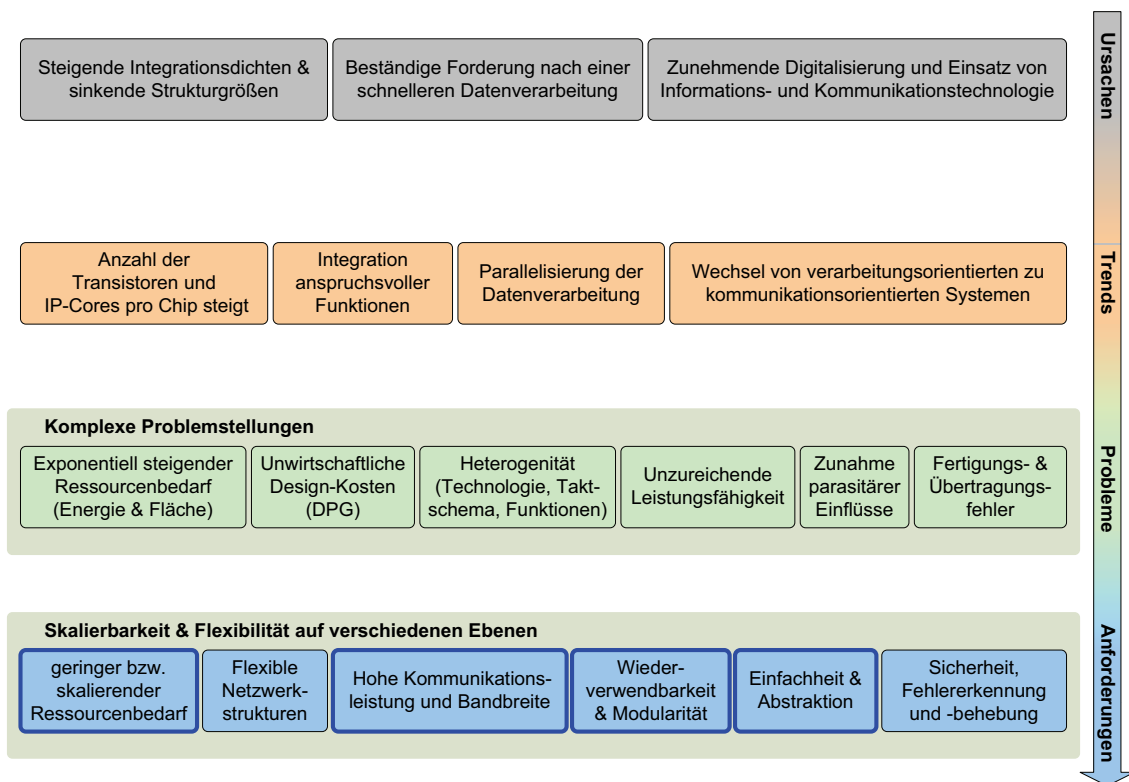 Ursachen
Steigende Integrationsdichten &
sinkende Strukturgrößen
Beständige Forderung nach einer
schnelleren Datenverarbeitung
Zunehmende Digitalisierung und Einsatz von
Informations- und Kommunikationstechnologie
Trends
Anzahl der
Transistoren und
IP-Cores pro Chip steigt
Integration
anspruchsvoller
Funktionen
Parallelisierung der
Datenverarbeitung
Wechsel von verarbeitungsorientierten zu
kommunikationsorientierten Systemen
Probleme
Komplexe Problemstellungen
Exponentiell steigender
Ressourcenbedarf
(Energie & Fläche)
Unwirtschaftliche
Design-Kosten
(DPG)
Heterogenität
(Technologie, Takt-
schema, Funktionen)
Unzureichende
Leistungsfähigkeit
Zunahme
parasitärer
Einflüsse
Fertigungs- &
Übertragungs-
fehler
Anforderungen
Skalierbarkeit & Flexibilität auf verschiedenen Ebenen
geringer bzw.
skalierender
Ressourcenbedarf
Flexible
Netzwerk-
strukturen
Hohe Kommunikations-
leistung und Bandbreite
Wieder-
verwendbarkeit
& Modularität
Einfachheit &
Abstraktion
Sicherheit,
Fehlererkennung
und -behebung